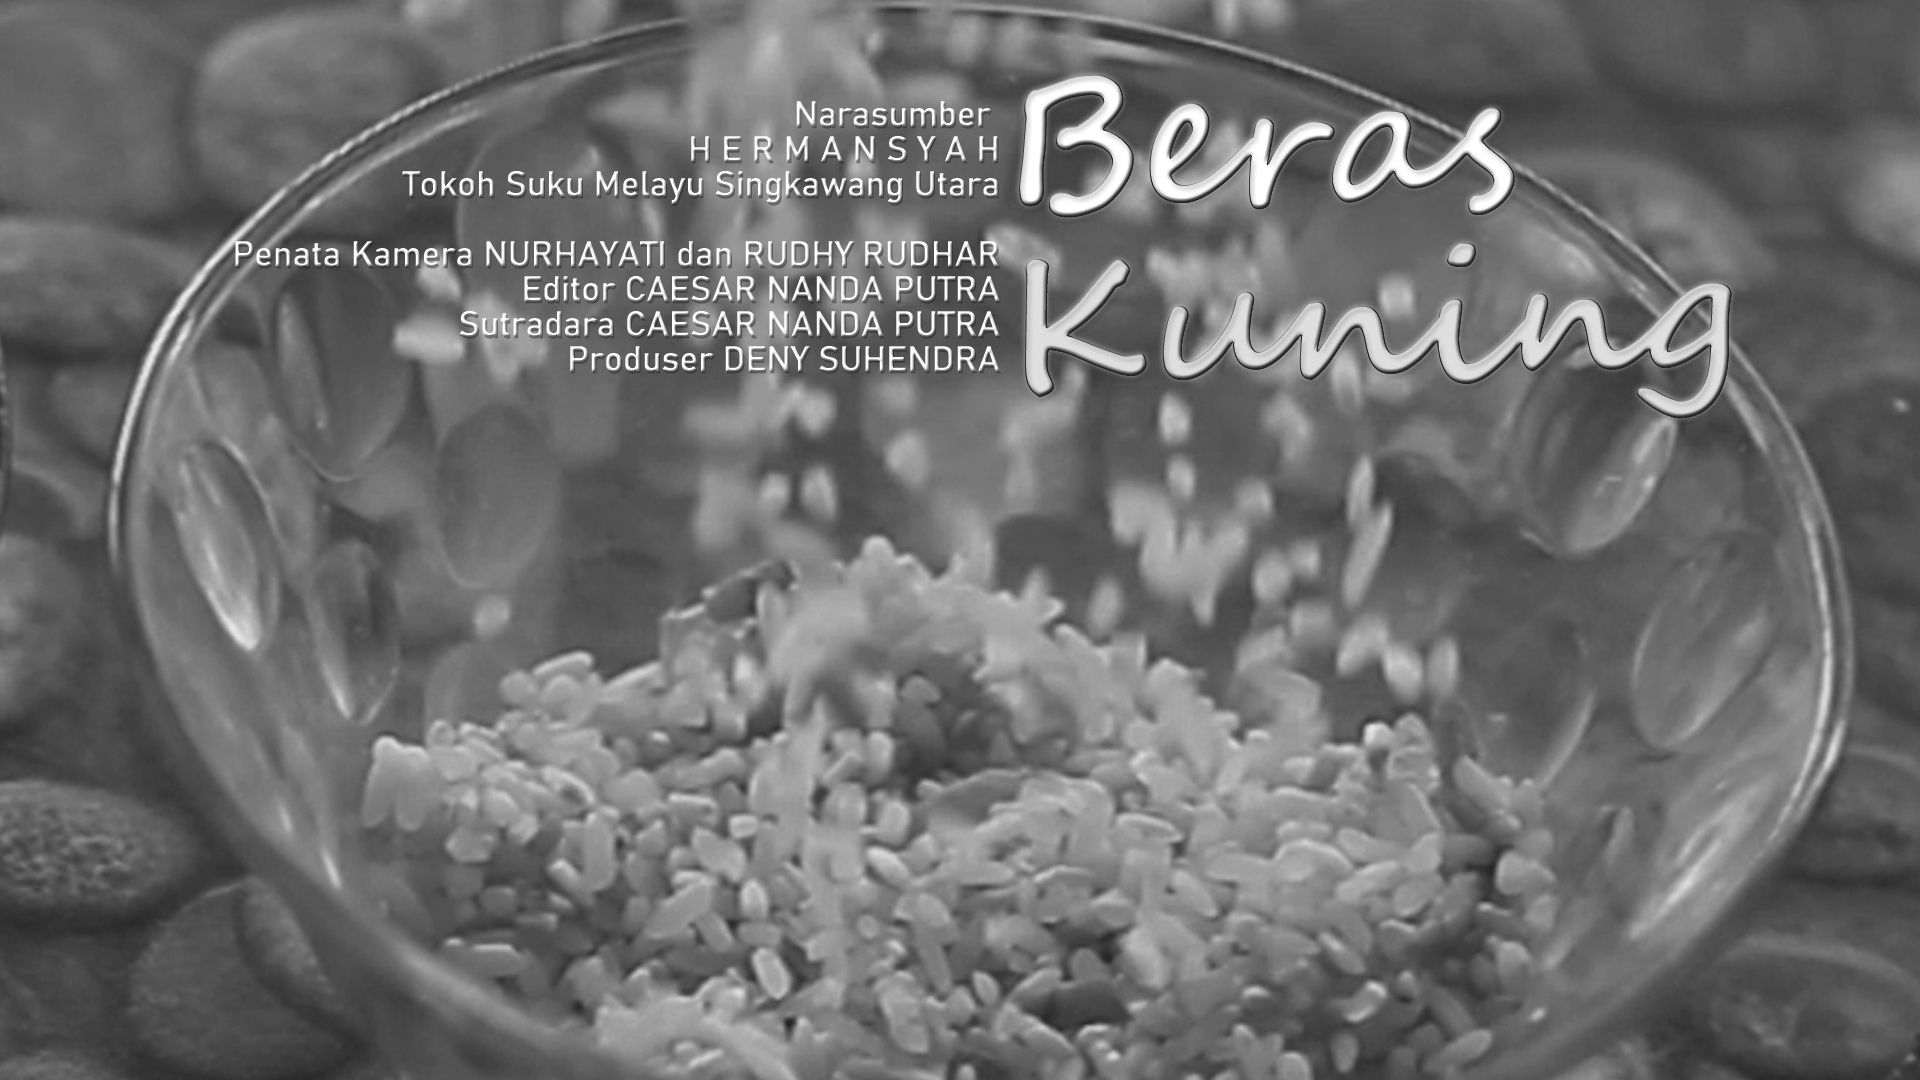 Narasumber
HERMANSYAH
Tokoh Suku Melayu Singkawang Utara
Penata Kamera NURHAYATI dan RUDHY RUDHAR
Editor CAESAR NANDA PUTRA
Sutradara CAESAR NANDA PUTRA
Produser DENY SUHENDRA
Beras
Kuning